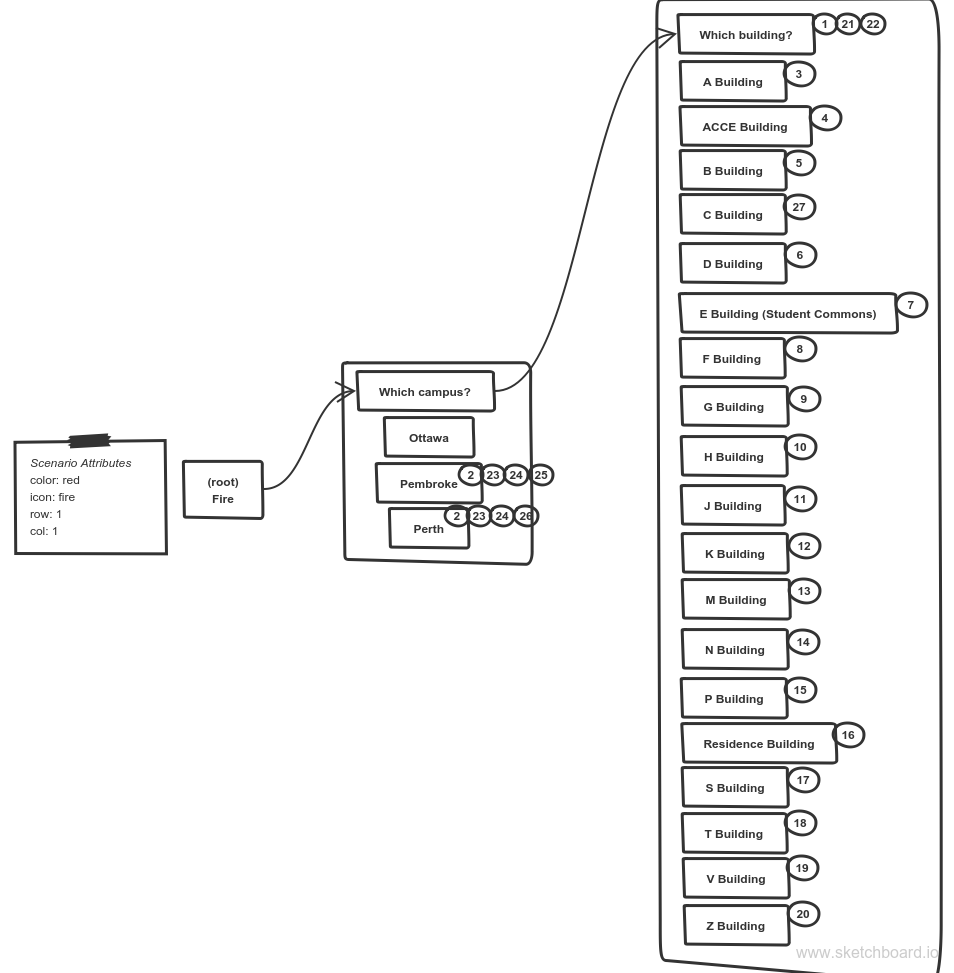 Which building?
1 21 22
A Building
3
ACCE Building
4
B Building
5
C Building
27
D Building
6
E Building (Student Commons)
7
F Building
8
Which campus?
G Building
9
Ottawa
H Building
10
Scenario Attributes
color: red
icon: fire
row: 1
col: 1
(root)
Fire
Pembroke
2 23 24 25
Perth
2 23 24 26
J Building
11
K Building
12
M Building
13
N Building
14
P Building
15
Residence Building
16
S Building
17
T Building
18
V Building
19
Z Building
20
www.sketchboard.io